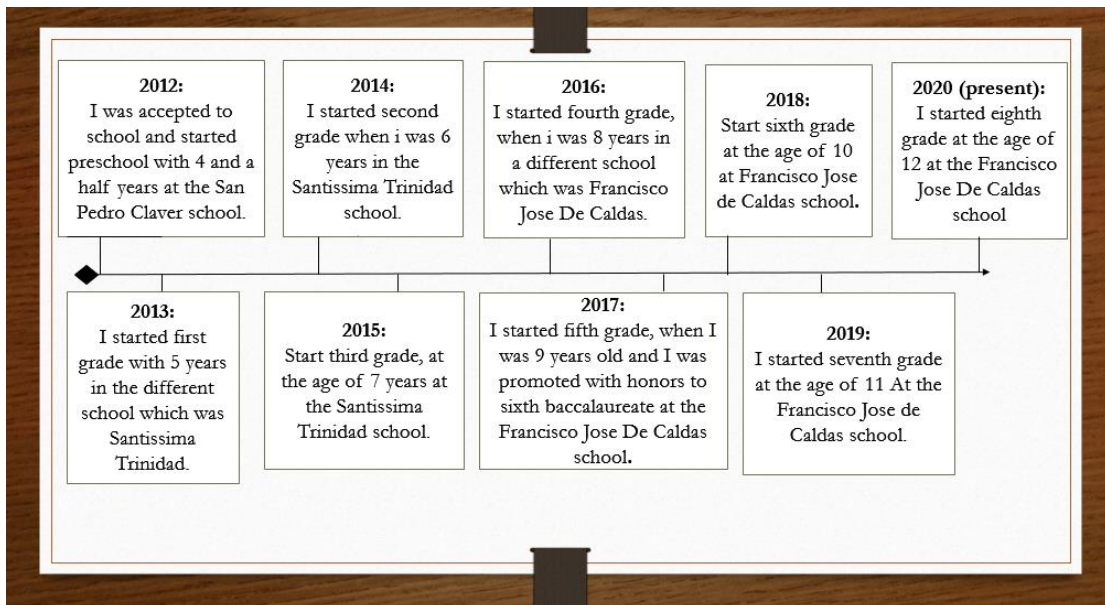 2012:
I was accepted to
school and started
preschool with 4 and a
half years at the San
Pedro Claver school.
2013:
I started first
grade with 5 years
in the different
school which was
Santissima
Trinidad.
2014:
I started second
grade when i was 6
years in the
Santissima Trinidad
school.
2015:
Start third grade, at
the age of 7 years at
the Santissima
Trinidad school.
2016:
I started fourth grade,
when i was 8 years in
a different school
which was Francisco
Jose De Caldas.
2017:
I started fifth grade, when I
was 9 years old and I was
promoted with honors to
sixth baccalaureate at the
Francisco Jose De Caldas
school.
2018:
Start sixth grade
at the age of 10
at Francisco Jose
de Caldas school.
2019:
I started seventh grade
at the age of 11 At the
Francisco Jose de
Caldas school.
2020 (present):
I started eighth
grade at the age of
12 at the Francisco
Jose De Caldas
school